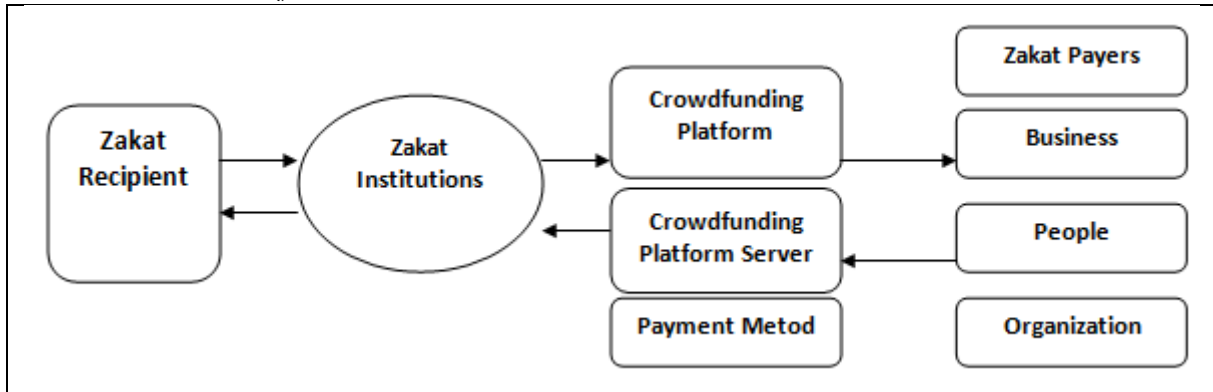 Zakat
Recipient
Zakat
Institutions
Crowdfunding
Platform
Crowdfunding
Platform Server
Payment Metod
Zakat Payers
Business
People
Organization